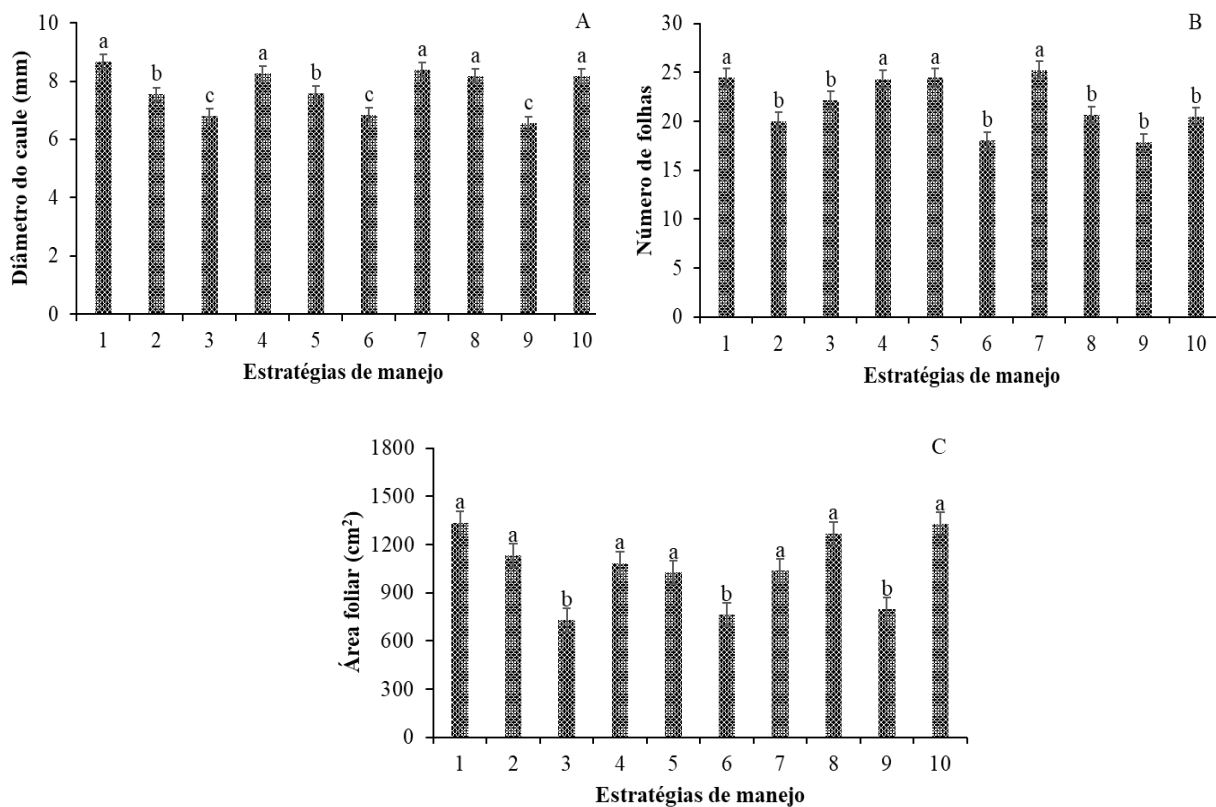 A
Diâmetro do caule (mm)
10
8
6
4
2
0
a b c a b c a a c a
1 2 3 4 5 6 7 8 9 10
Estratégias de manejo
B
Número de folhas
30
25
20
15
10
5
0
a b b a a b a b b b
1 2 3 4 5 6 7 8 9 10
Estratégias de manejo
C
Área foliar (cm²)
1800
1500
1200
900
600
300
0
a a b a a b a a b a
1 2 3 4 5 6 7 8 9 10
Estratégias de manejo